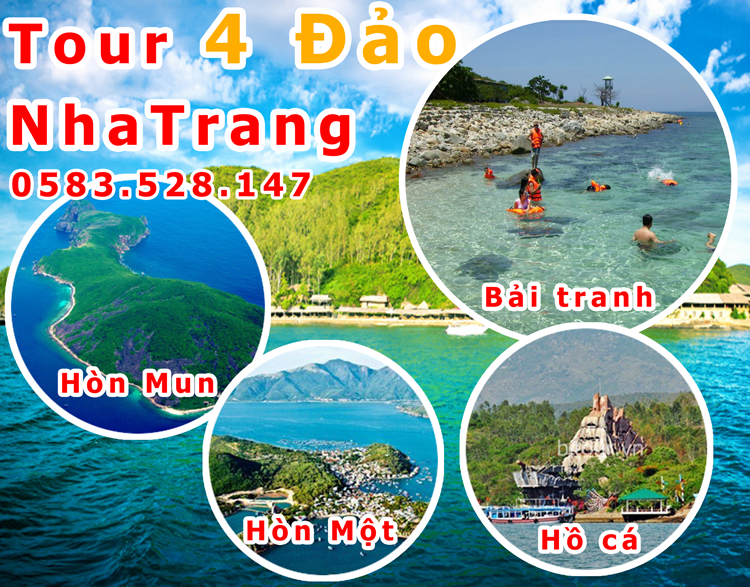 Tour 4 Đảo
NhaTrang
0583.528.147
Bải tranh
Hòn Mun
Hòn Một
Hồ cá